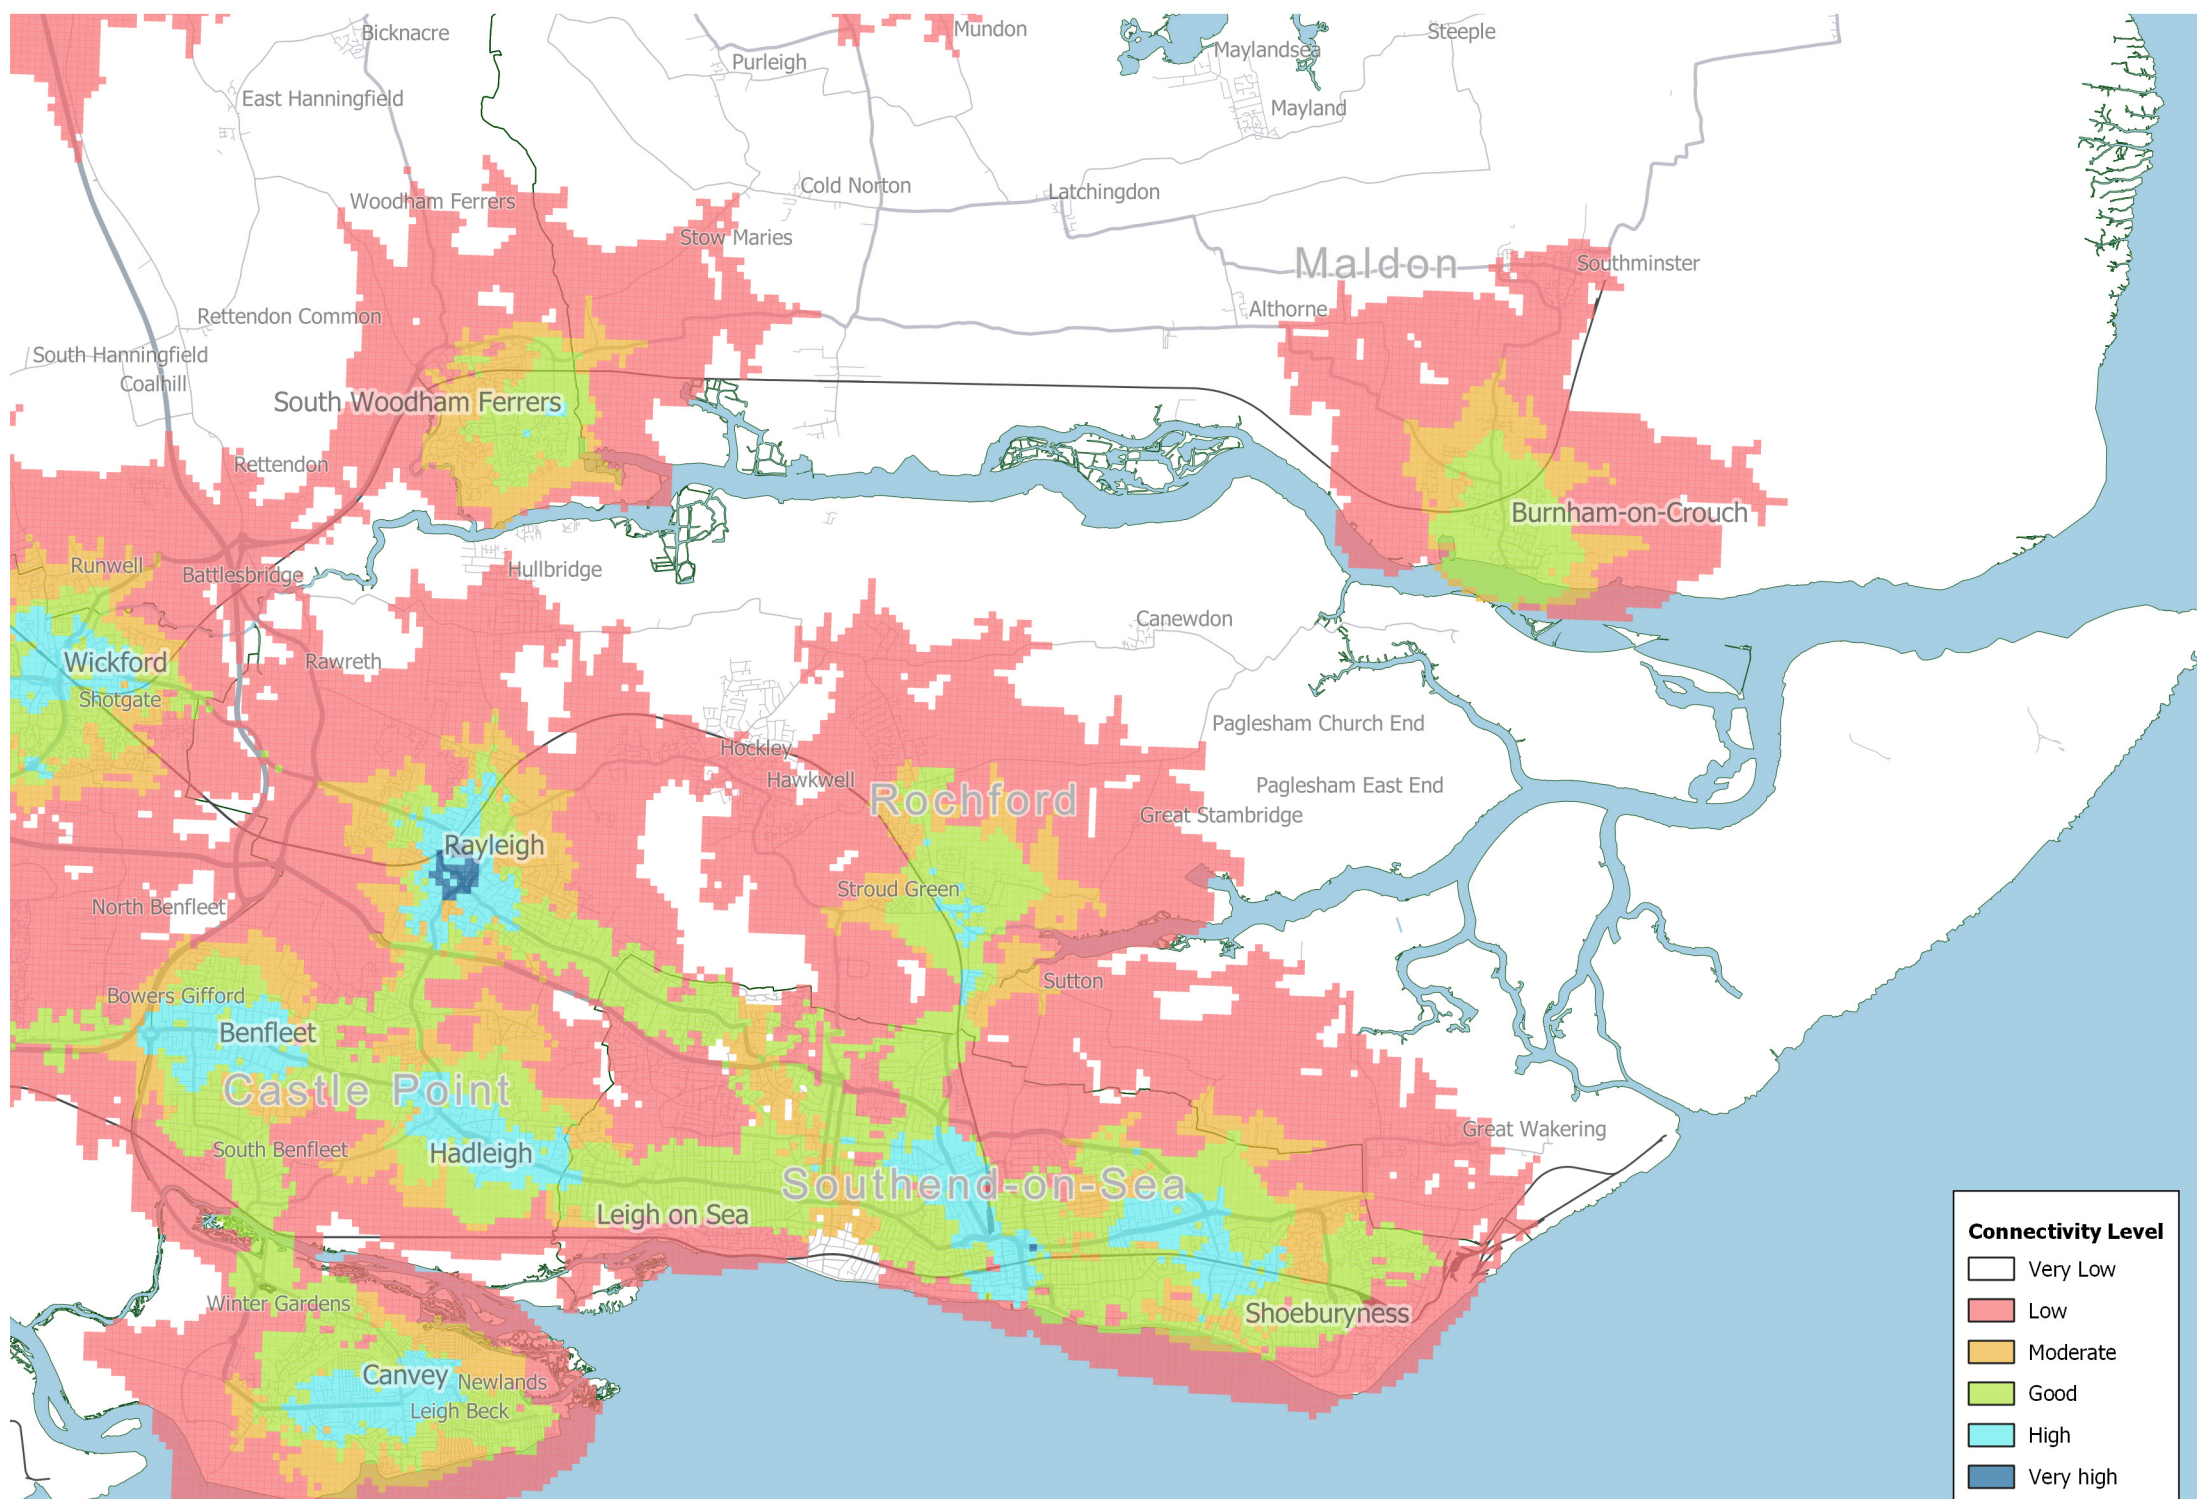 Bicknacre
Mundon
Steeple
Purleigh
Maylandsea
East Hanningfield
Mayland
Woodham Ferrers
Cold Norton
Latchingdon
Stow Maries
Maldon
Southminster
Rettendon Common
Althorne
South Hanningfield
Coalhill
South Woodham Ferrers
Rettendon
Burnham-on-Crouch
Runwell
Battlesbridge
Hullbridge
Canewdon
Wickford
Rawreth
Shotgate
Paglesham Church End
Hockley
Hawkwell
Rochford
Paglesham East End
Great Stambridge
Rayleigh
Stroud Green
North Benfleet
Sutton
Bowers Gifford
Benfleet
Castle Point
Great Wakering
South Benfleet
Hadleigh
Southend-on-Sea
Leigh on Sea
Winter Gardens
Shoeburyness
Canvey
Newlands
Leigh Beck
Connectivity Level
Very Low
Low
Moderate
Good
High
Very high